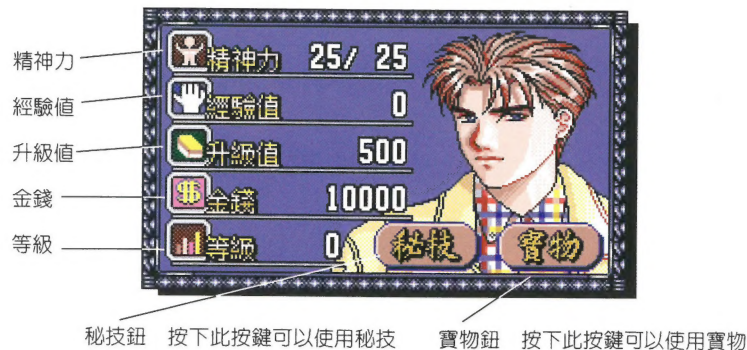 精神力 精神力 25/ 25
經驗值 經驗值 0
升級值 升級值 500
金錢 $ 金錢 10000
等級 等級 0 秘技 寶物
秘技鈕 按下此按鍵可以使用秘技 寶物鈕 按下此按鍵可以使用寶物